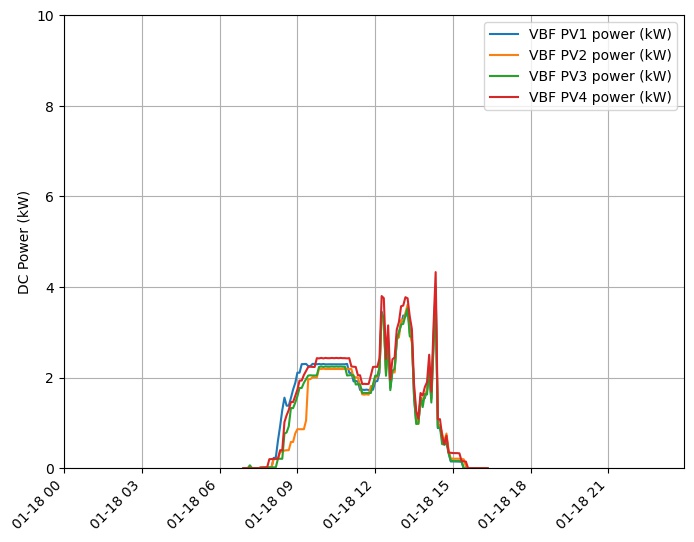 10
8
6
4
2
0
DC Power (kW)
VBF PV1 power (kW)
VBF PV2 power (kW)
VBF PV3 power (kW)
VBF PV4 power (kW)
01-18 00
01-18 03
01-18 06
01-18 09
01-18 12
01-18 15
01-18 18
01-18 21